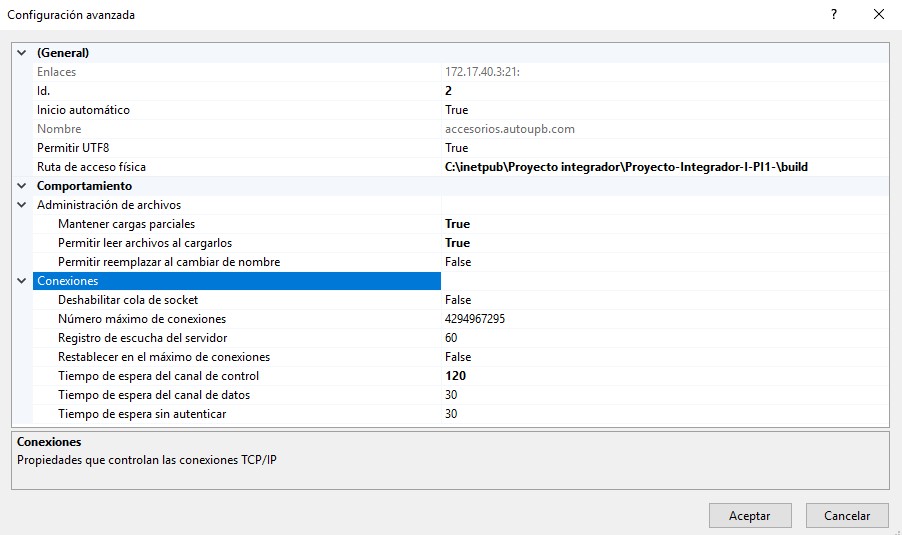 Configuración avanzada ?
(General)
Enlaces 172.17.40.3:21:
Id. 2
Inicio automático True
Nombre accesorios.autoupb.com
Permitir UTF8 True
Ruta de acceso física C:\inetpub\Proyecto integrador\Proyecto-Integrador-I-PI1-\build
Comportamiento
Administración de archivos
Mantener cargas parciales True
Permitir leer archivos al cargarlos True
Permitir reemplazar al cambiar de nombre False
Conexiones
Deshabilitar cola de socket False
Número máximo de conexiones 4294967295
Registro de escucha del servidor 60
Restablecer en el máximo de conexiones False
Tiempo de espera del canal de control 120
Tiempo de espera del canal de datos 30
Tiempo de espera sin autenticar 30
Conexiones
Propiedades que controlan las conexiones TCP/IP
Aceptar Cancelar